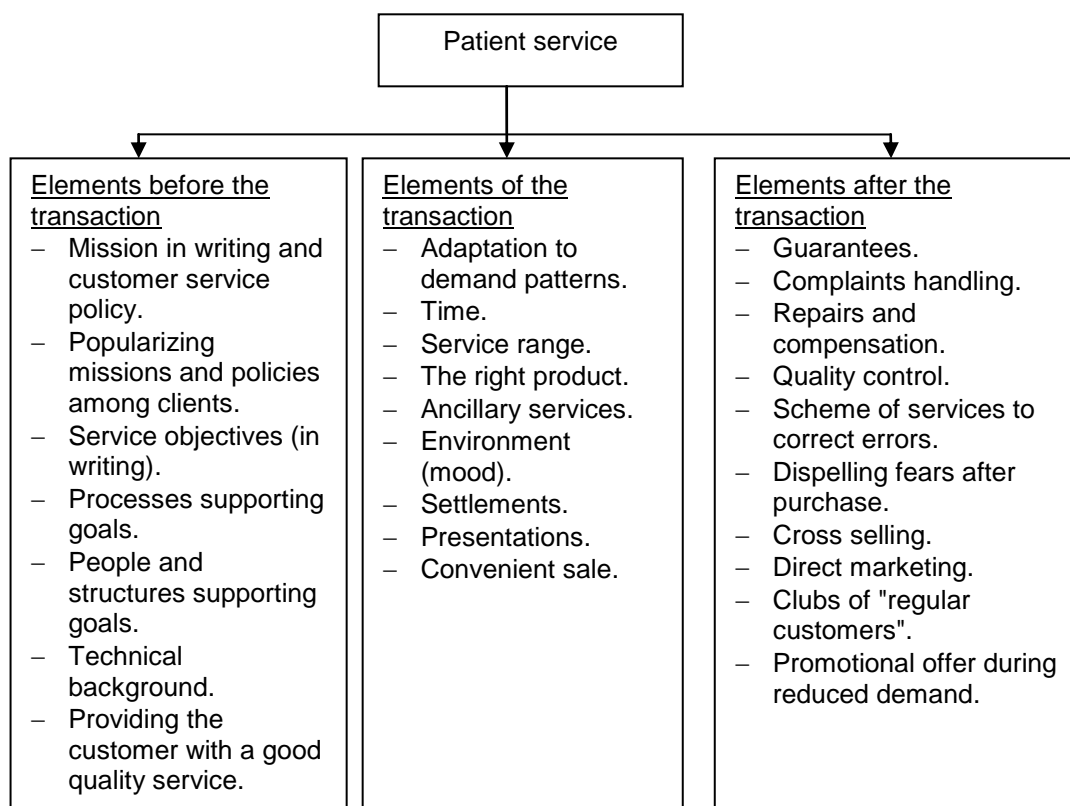 Patient service
Elements before the
transaction
− Mission in writing and
customer service
policy.
− Popularizing
missions and policies
among clients.
− Service objectives (in
writing).
− Processes supporting
goals.
− People and
structures supporting
goals.
− Technical
background.
− Providing the
customer with a good
quality service.
Elements of the
transaction
− Adaptation to
demand patterns.
− Time.
− Service range.
− The right product.
− Ancillary services.
− Environment
(mood).
− Settlements.
− Presentations.
− Convenient sale.
Elements after the
transaction
− Guarantees.
− Complaints handling.
− Repairs and
compensation.
− Quality control.
− Scheme of services to
correct errors.
− Dispelling fears after
purchase.
− Cross selling.
− Direct marketing.
− Clubs of "regular
customers".
− Promotional offer during
reduced demand.